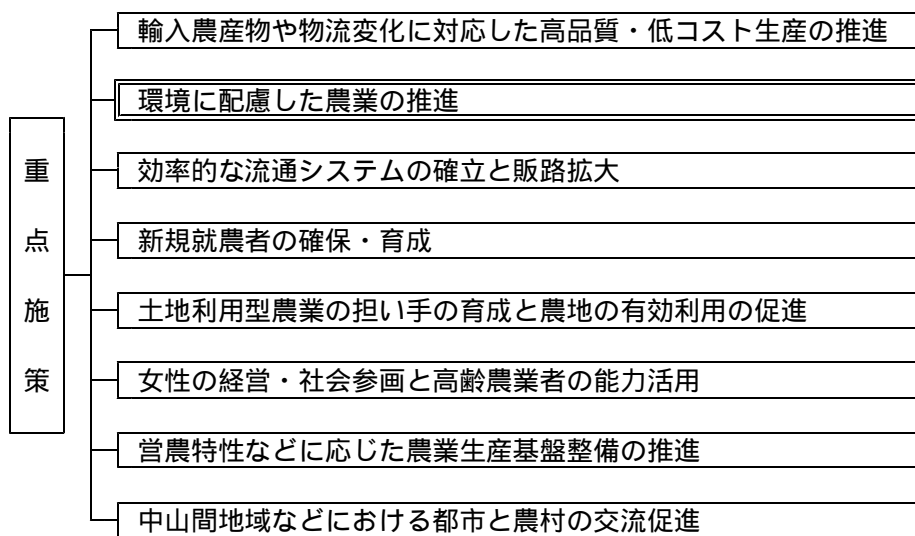 重点施策
輸入農産物や物流変化に対応した高品質・低コスト生産の推進
環境に配慮した農業の推進
効率的な流通システムの確立と販路拡大
新規就農者の確保・育成
土地利用型農業の担い手の育成と農地の有効利用の促進
女性の経営・社会参画と高齢農業者の能力活用
営農特性などに応じた農業生産基盤整備の推進
中山間地域などにおける都市と農村の交流促進